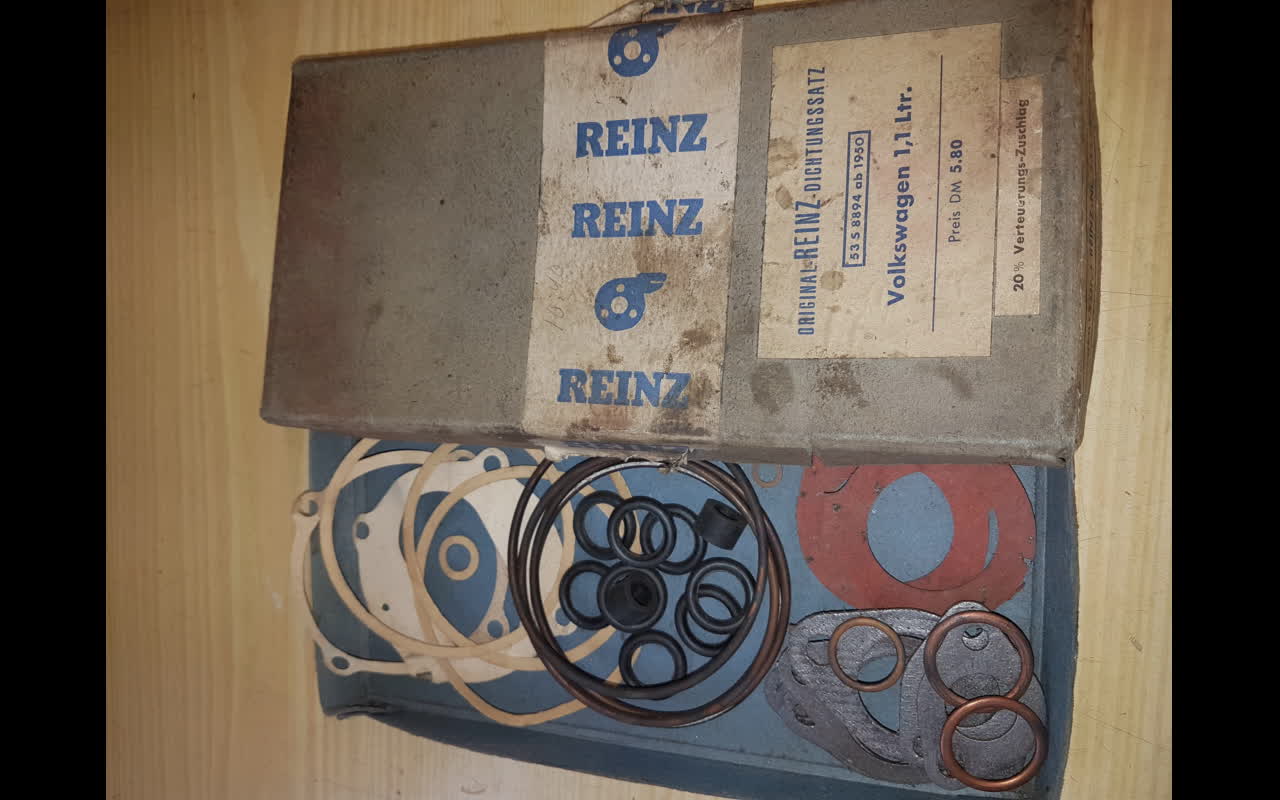 REINZ
REINZ
REINZ
REINZ
ORIGINAL-REINZ-DICHTUNGSSATZ
53 S 8894 ab 1950
Volkswagen 1,1 Ltr.
Preis DM 5.80
20% Verteuerungs-Zuschlag